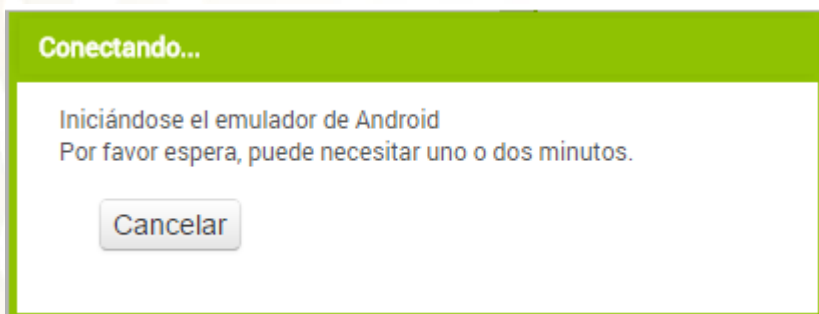 Conectando...
Iniciándose el emulador de Android
Por favor espera, puede necesitar uno o dos minutos.
Cancelar